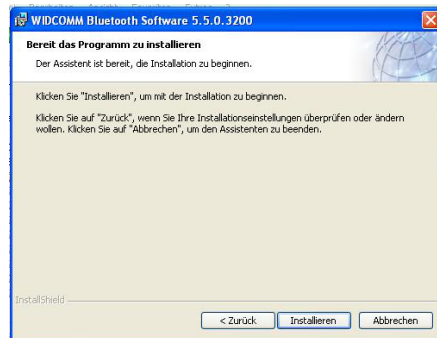 WIDCOMM Bluetooth Software 5.5.0.3200
Bereit das Programm zu installieren
Der Assistent ist bereit, die Installation zu beginnen.
Klicken Sie "Installieren", um mit der Installation zu beginnen.
Klicken Sie auf "Zurück", wenn Sie Ihre Installationseinstellungen überprüfen oder ändern
wollen. Klicken Sie auf "Abbrechen", um den Assistenten zu beenden.
InstallShield
< Zurück
Installieren
Abbrechen